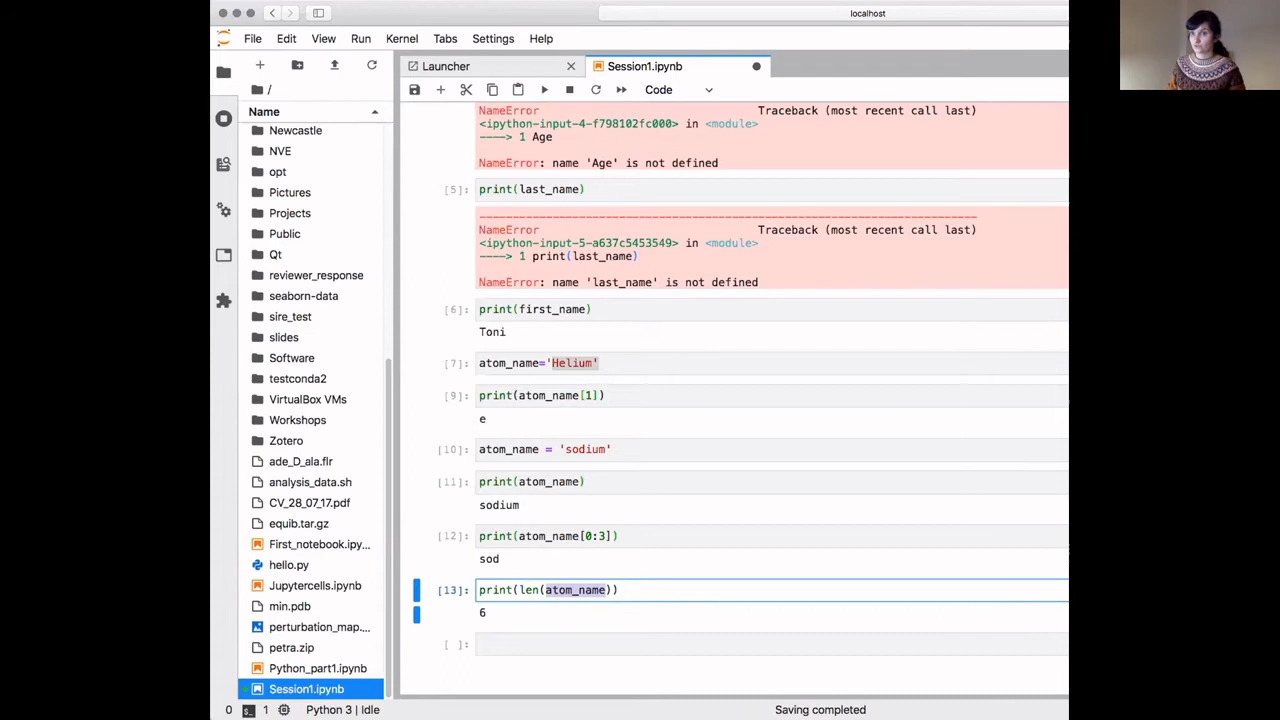 localhost
File Edit View Run Kernel Tabs Settings Help
Launcher
Session1.ipynb
/
Code
Name
Newcastle
NVE
opt
Pictures
Projects
Public
Qt
reviewer_response
seaborn-data
sire_test
slides
Software
testconda2
VirtualBox VMs
Workshops
Zotero
ade_D_ala.flr
analysis_data.sh
CV_28_07_17.pdf
equib.tar.gz
First_notebook.ipy...
hello.py
Jupytercells.ipynb
min.pdb
perturbation_map....
petra.zip
Python_part1.ipynb
Session1.ipynb
NameError Traceback (most recent call last)
<ipython-input-4-f798102fc000> in <module>
----> 1 Age
NameError: name 'Age' is not defined
[5]: print(last_name)
---------------------------------------------------------------------------
NameError Traceback (most recent call last)
<ipython-input-5-a637c5453549> in <module>
----> 1 print(last_name)
NameError: name 'last_name' is not defined
[6]: print(first_name)
Toni
[7]: atom_name='Helium'
[9]: print(atom_name[1])
e
[10]: atom_name = 'sodium'
[11]: print(atom_name)
sodium
[12]: print(atom_name[0:3])
sod
[13]: print(len(atom_name))
6
[ ]:
0 1 Python 3 | Idle
Saving completed